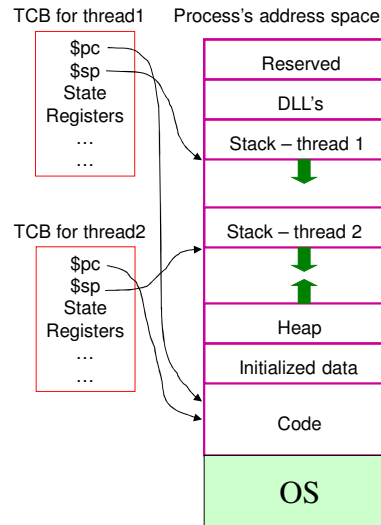 TCB for thread1
$pc
$sp
State
Registers
…
…
TCB for thread2
$pc
$sp
State
Registers
…
…
Process's address space
Reserved
DLL's
Stack – thread 1
Stack – thread 2
Heap
Initialized data
Code
OS